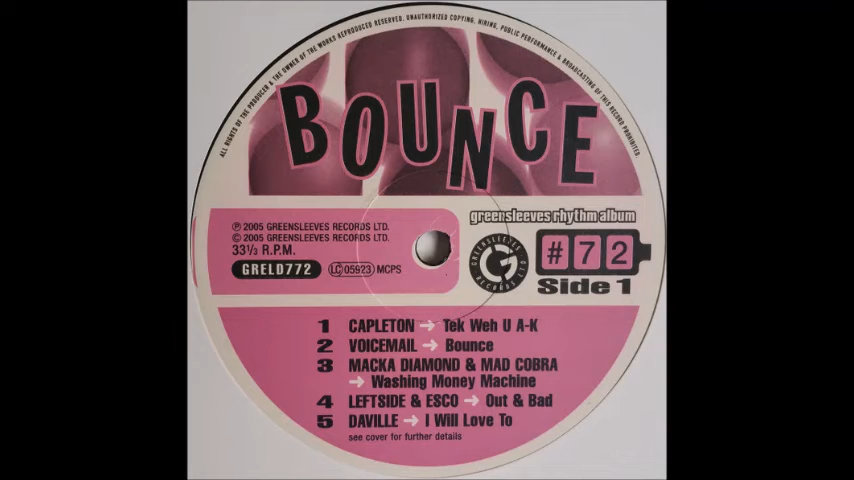 ALL RIGHTS OF THE PRODUCER & THE OWNER OF THE WORKS REPRODUCED RESERVED. UNAUTHORIZED COPYING, HIRING, PUBLIC PERFORMANCE & BROADCASTING OF THIS RECORD PROHIBITED.
BOUNCE
greensleeves rhythm album
℗ 2005 GREENSLEEVES RECORDS LTD.
© 2005 GREENSLEEVES RECORDS LTD.
33⅓ R.P.M.
GRELD772 LC 05923 MCPS
GREENSLEEVES RECORDS LTD
#72
Side 1
1 CAPLETON → Tek Weh U A-K
2 VOICEMAIL → Bounce
3 MACKA DIAMOND & MAD COBRA
→ Washing Money Machine
4 LEFTSIDE & ESCO → Out & Bad
5 DAVILLE → I Will Love To
see cover for further details